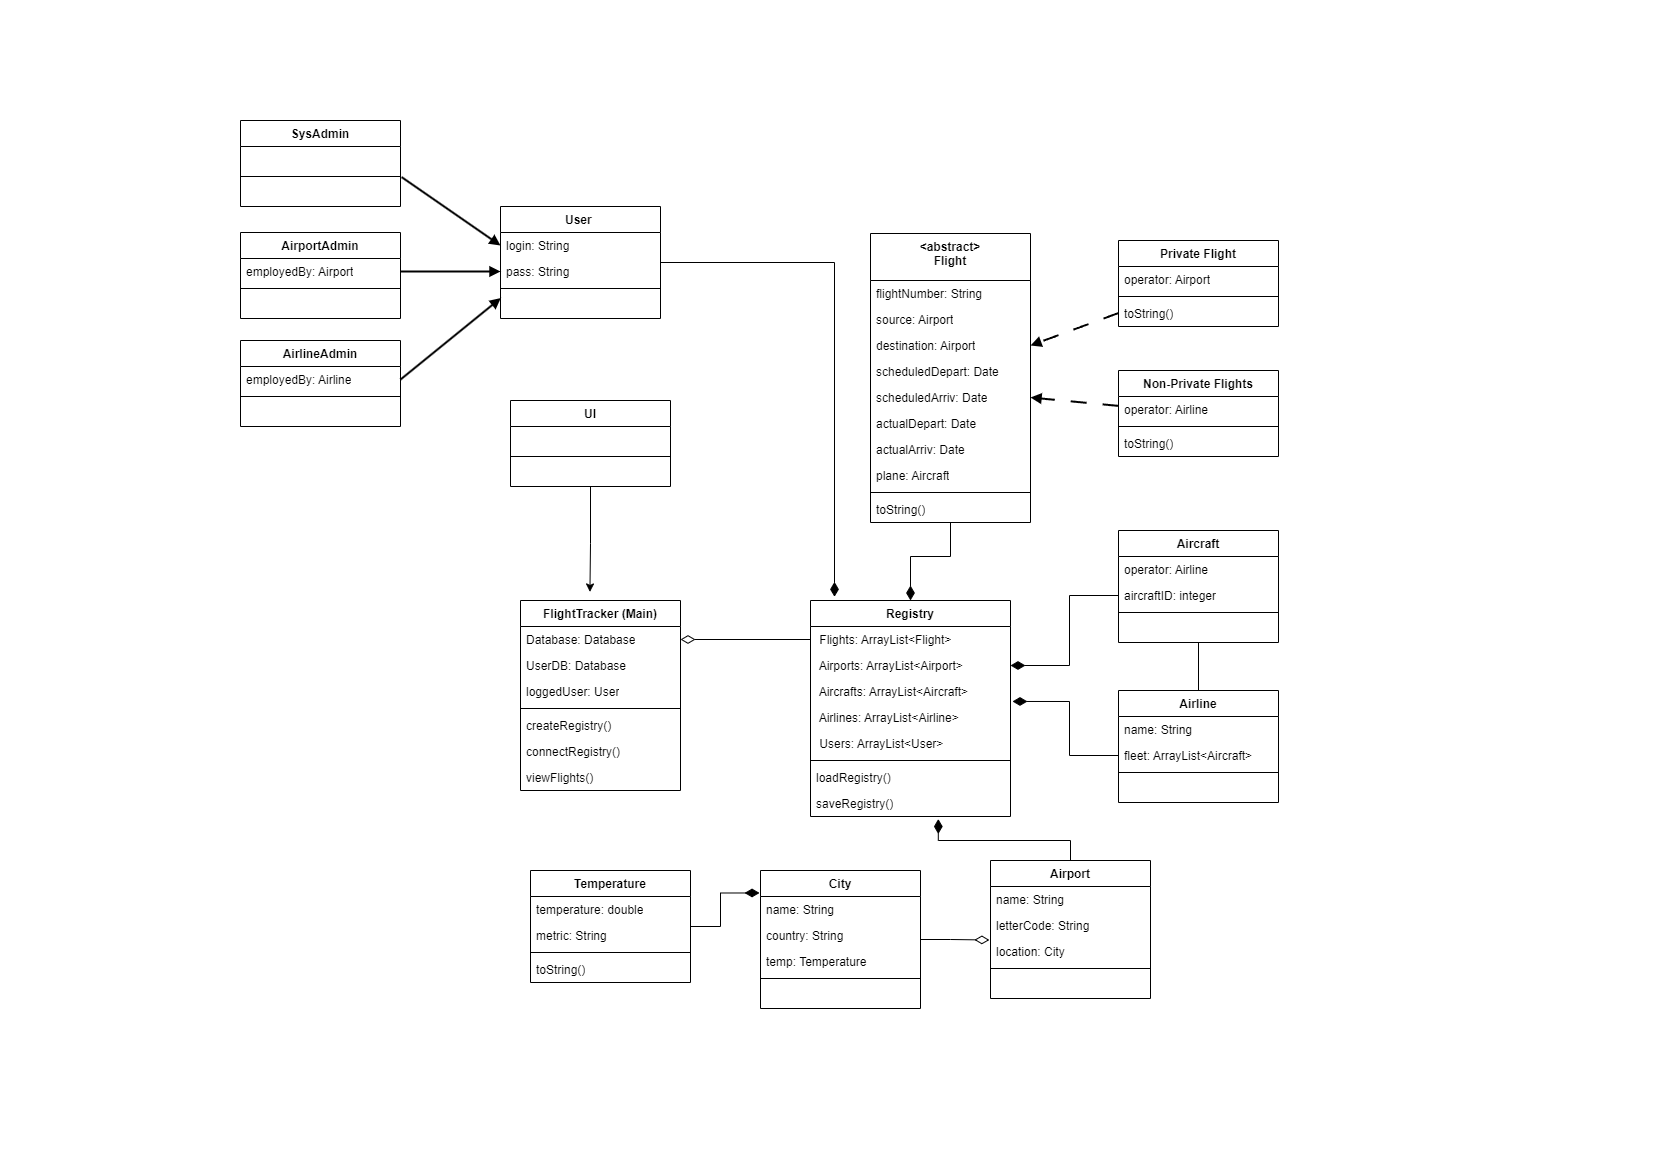 SysAdmin
AirportAdmin
employedBy: Airport
AirlineAdmin
employedBy: Airline
User
login: String
pass: String
UI
<abstract>
Flight
flightNumber: String
source: Airport
destination: Airport
scheduledDepart: Date
scheduledArriv: Date
actualDepart: Date
actualArriv: Date
plane: Aircraft
toString()
Private Flight
operator: Airport
toString()
Non-Private Flights
operator: Airline
toString()
FlightTracker (Main)
Database: Database
UserDB: Database
loggedUser: User
createRegistry()
connectRegistry()
viewFlights()
Registry
Flights: ArrayList<Flight>
Airports: ArrayList<Airport>
Aircrafts: ArrayList<Aircraft>
Airlines: ArrayList<Airline>
Users: ArrayList<User>
loadRegistry()
saveRegistry()
Aircraft
operator: Airline
aircraftID: integer
Airline
name: String
fleet: ArrayList<Aircraft>
Temperature
temperature: double
metric: String
toString()
City
name: String
country: String
temp: Temperature
Airport
name: String
letterCode: String
location: City